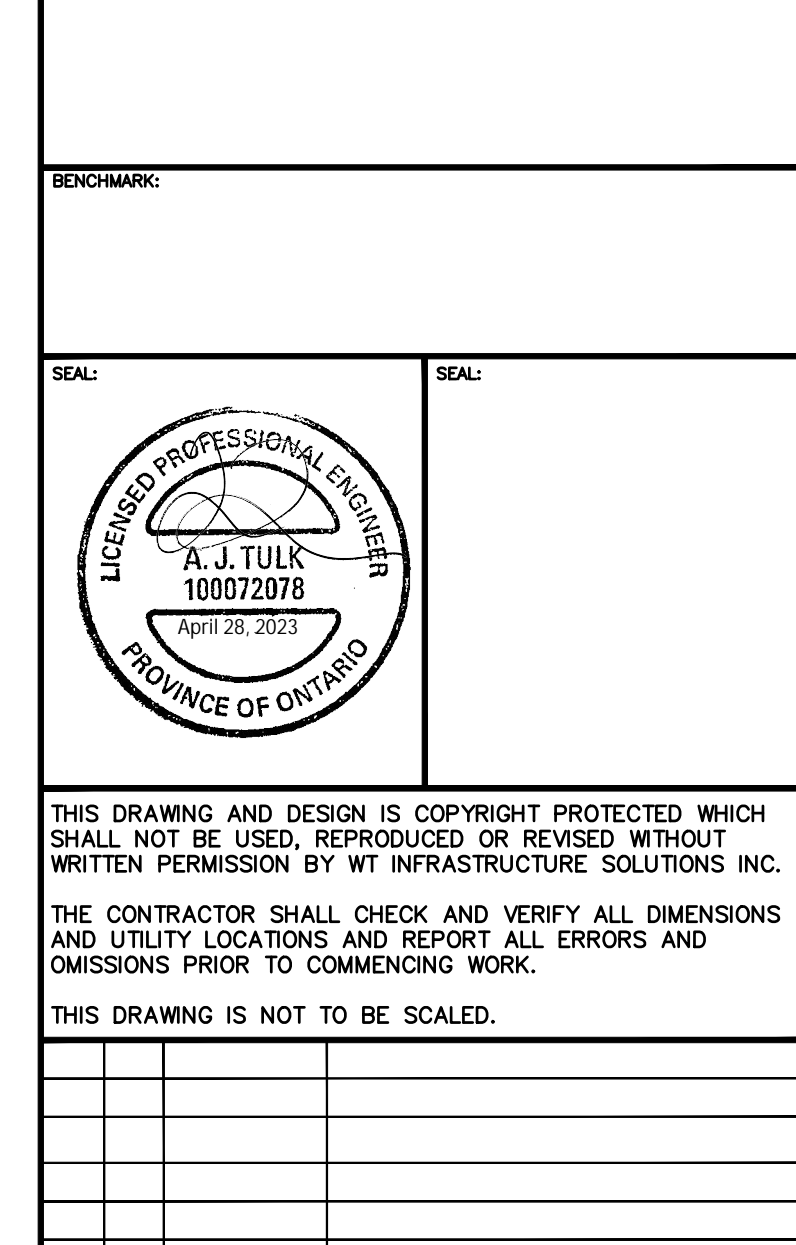 BENCHMARK:
SEAL:
SEAL:
LICENSED PROFESSIONAL ENGINEER
A. J. TULK
100072078
April 28, 2023
PROVINCE OF ONTARIO
THIS DRAWING AND DESIGN IS COPYRIGHT PROTECTED WHICH
SHALL NOT BE USED, REPRODUCED OR REVISED WITHOUT
WRITTEN PERMISSION BY WT INFRASTRUCTURE SOLUTIONS INC.
THE CONTRACTOR SHALL CHECK AND VERIFY ALL DIMENSIONS
AND UTILITY LOCATIONS AND REPORT ALL ERRORS AND
OMISSIONS PRIOR TO COMMENCING WORK.
THIS DRAWING IS NOT TO BE SCALED.